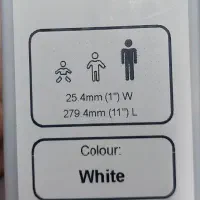 25.4mm (1") W
279.4mm (11") L
Colour:
White